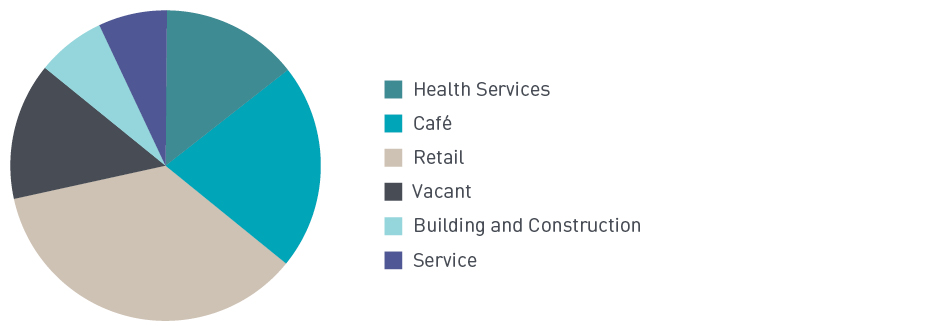 Health Services
Café
Retail
Vacant
Building and Construction
Service